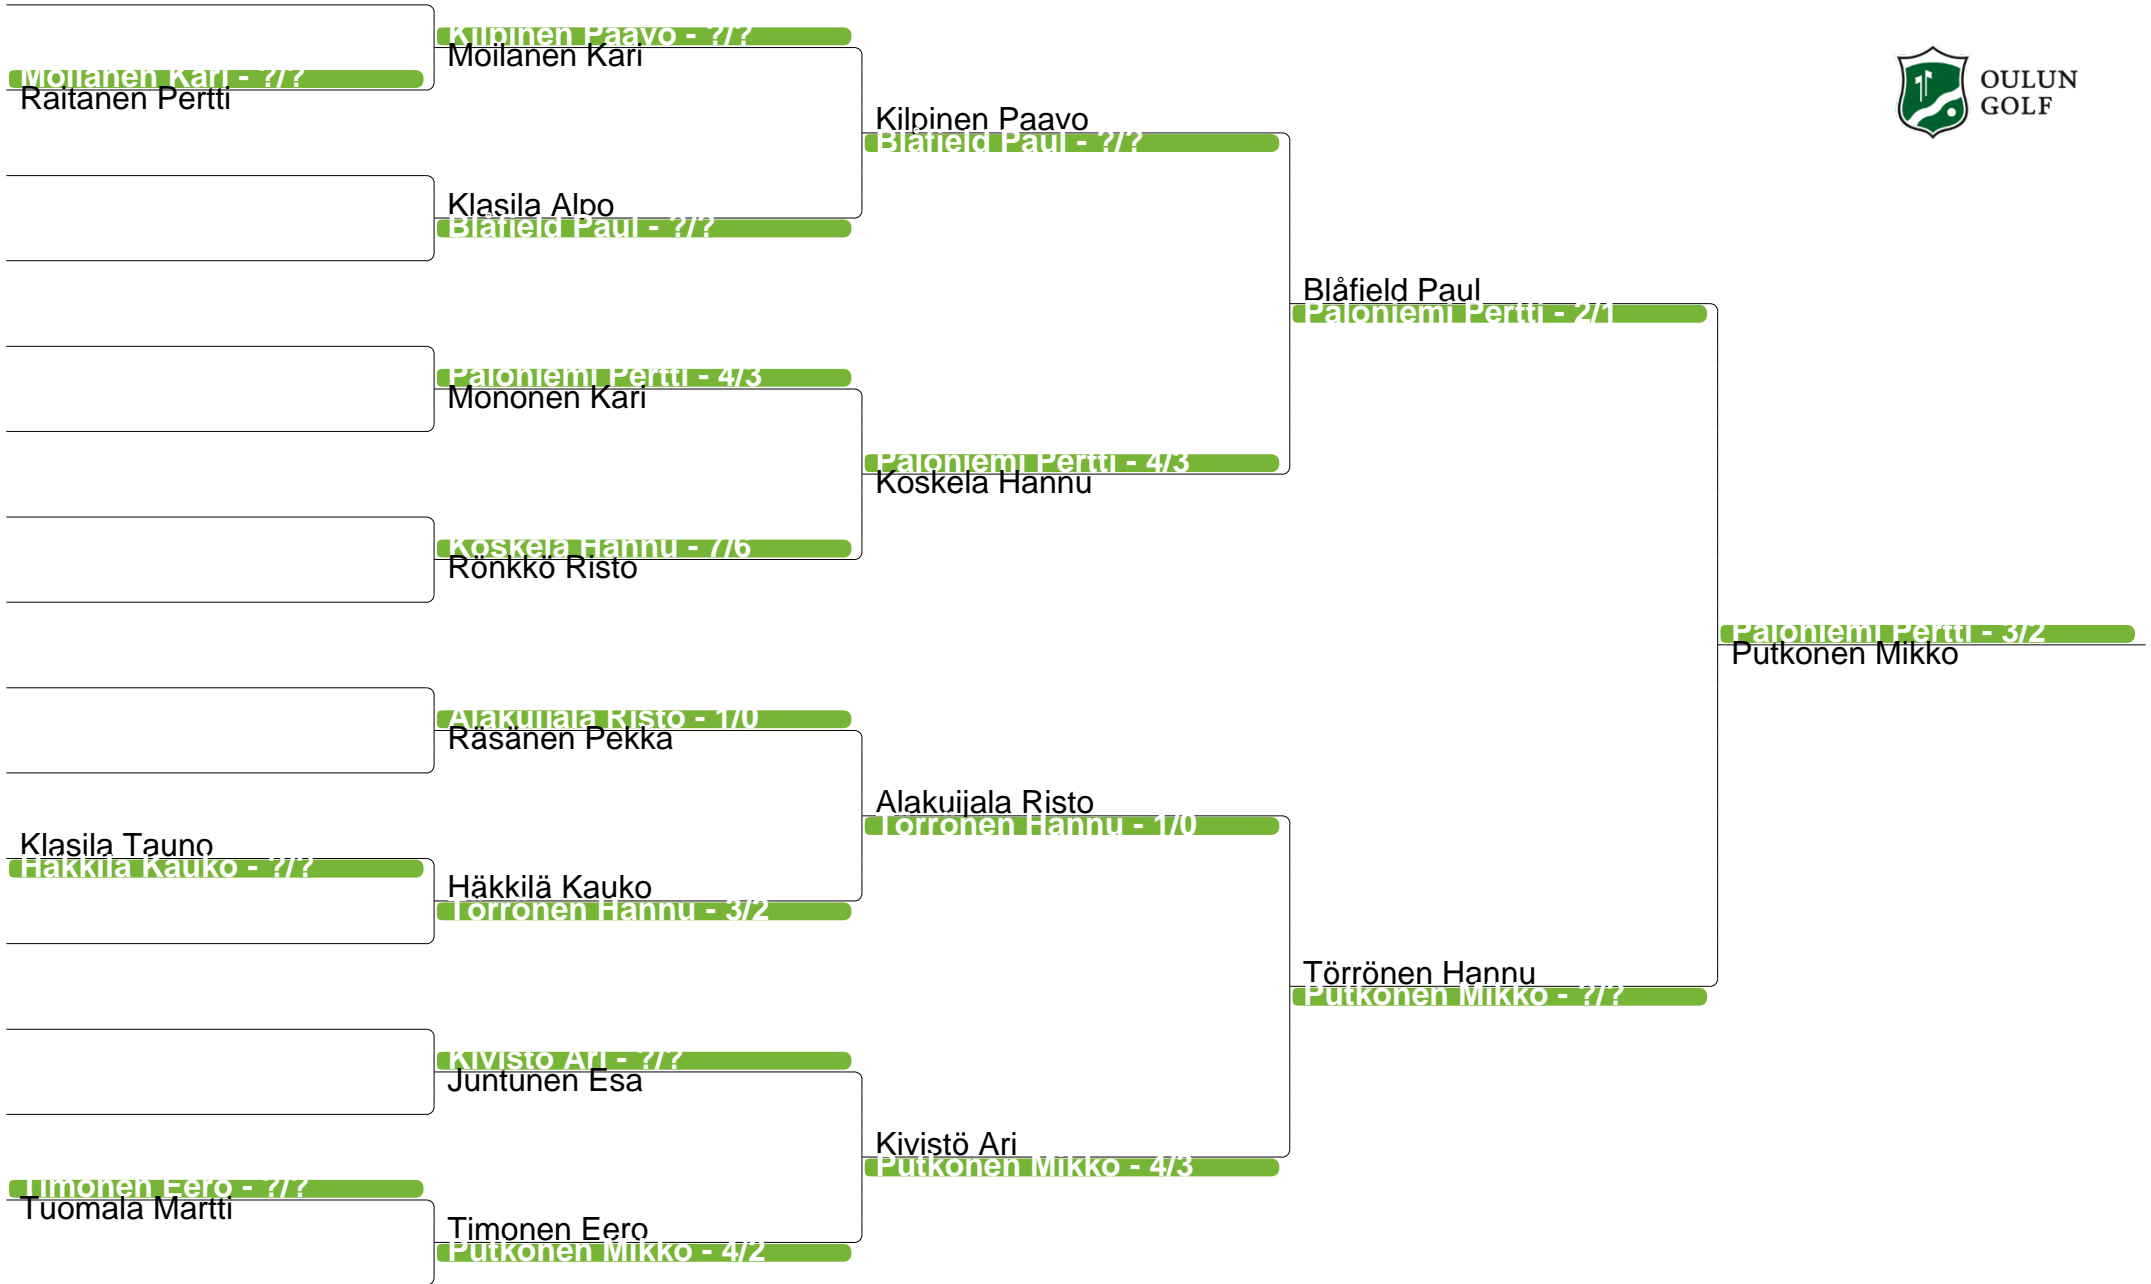 Kilpinen Paavo - ?/?
Moilanen Kari
Moilanen Kari - ?/?
Raitanen Pertti
OULUN
GOLF
Kilpinen Paavo
Blåfield Paul - ?/?
Klasila Alpo
Blåfield Paul - ?/?
Blåfield Paul
Paloniemi Pertti - 2/1
Paloniemi Pertti - 4/3
Mononen Kari
Paloniemi Pertti - 4/3
Koskela Hannu
Koskela Hannu - 7/6
Rönkkö Risto
Paloniemi Pertti - 3/2
Putkonen Mikko
Alakuijala Risto - 1/0
Räsänen Pekka
Alakuijala Risto
Törrönen Hannu - 1/0
Klasila Tauno
Häkkilä Kauko - ?/?
Häkkilä Kauko
Törrönen Hannu - 3/2
Törrönen Hannu
Putkonen Mikko - ?/?
Kivistö Ari - ?/?
Juntunen Esa
Kivistö Ari
Putkonen Mikko - 4/3
Timonen Eero - ?/?
Tuomala Martti
Timonen Eero
Putkonen Mikko - 4/2